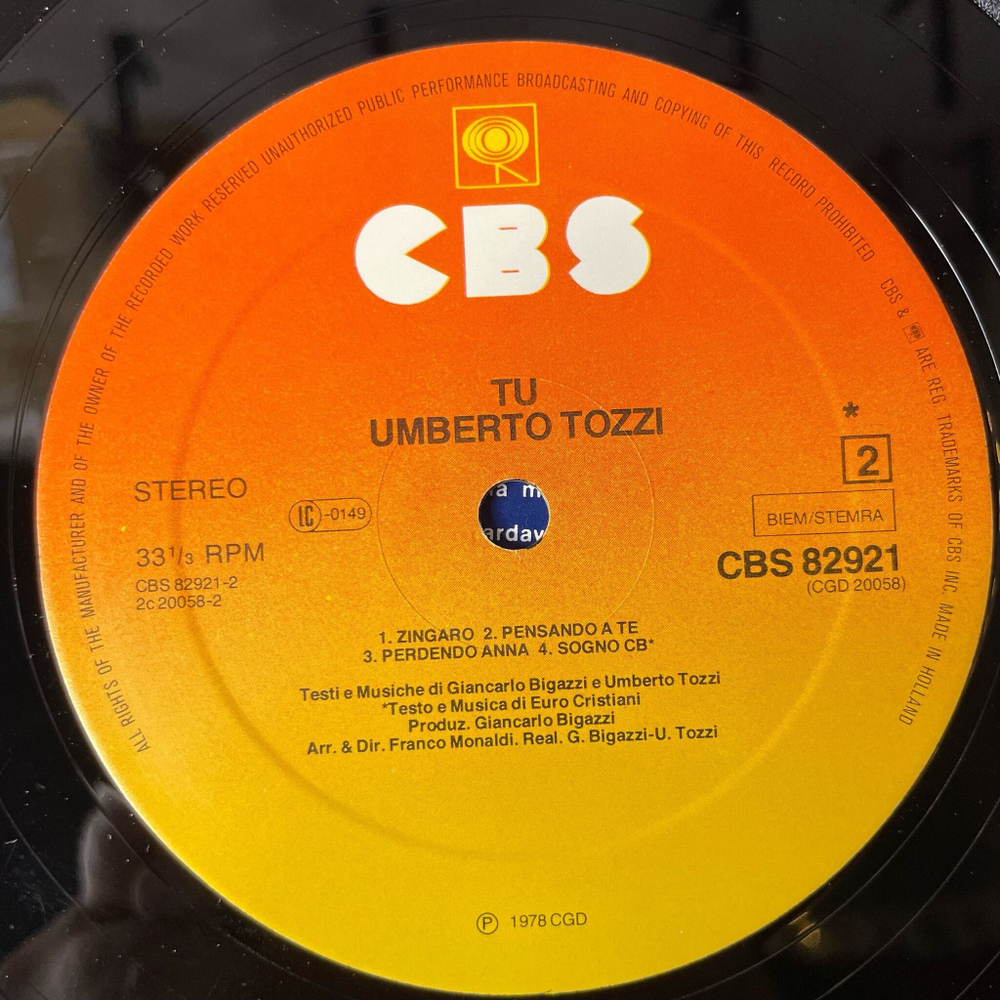 ALL RIGHTS OF THE MANUFACTURER AND OF THE OWNER OF THE RECORDED WORK RESERVED UNAUTHORIZED PUBLIC PERFORMANCE BROADCASTING AND COPYING OF THIS RECORD PROHIBITED
CBS & ARE REG TRADEMARKS OF CBS INC. MADE IN HOLLAND
CBS
TU
UMBERTO TOZZI
*
2
STEREO
LC-0149
BIEM/STEMRA
33 1/3 RPM
CBS 82921
(CGD 20058)
CBS 82921-2
2c 20058-2
a m
arday
1. ZINGARO 2. PENSANDO A TE
3. PERDENDO ANNA 4. SOGNO CB*
Testi e Musiche di Giancarlo Bigazzi e Umberto Tozzi
*Testo e Musica di Euro Cristiani
Produz. Giancarlo Bigazzi
Arr. & Dir. Franco Monaldi. Real. G. Bigazzi-U. Tozzi
Ⓟ 1978 CGD